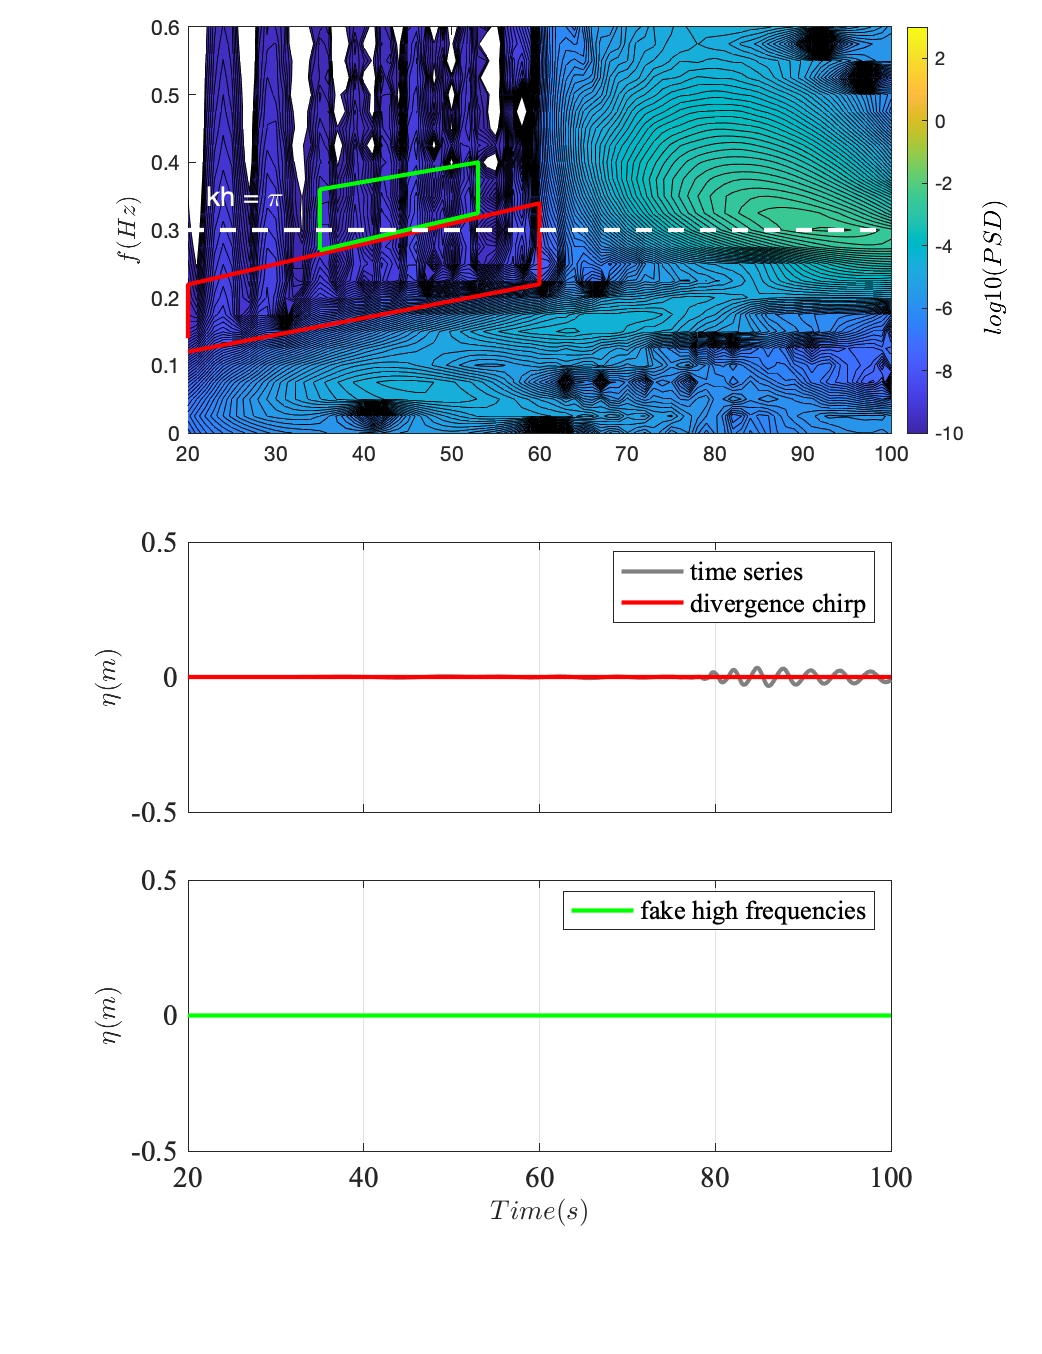 0.6
0.5
0.4
0.3
0.2
0.1
0
f(Hz)
kh = π
20 30 40 50 60 70 80 90 100
2
0
-2
-4
-6
-8
-10
log10(PSD)
0.5
0
-0.5
η(m)
time series
divergence chirp
0.5
0
-0.5
η(m)
fake high frequencies
20 40 60 80 100
Time(s)